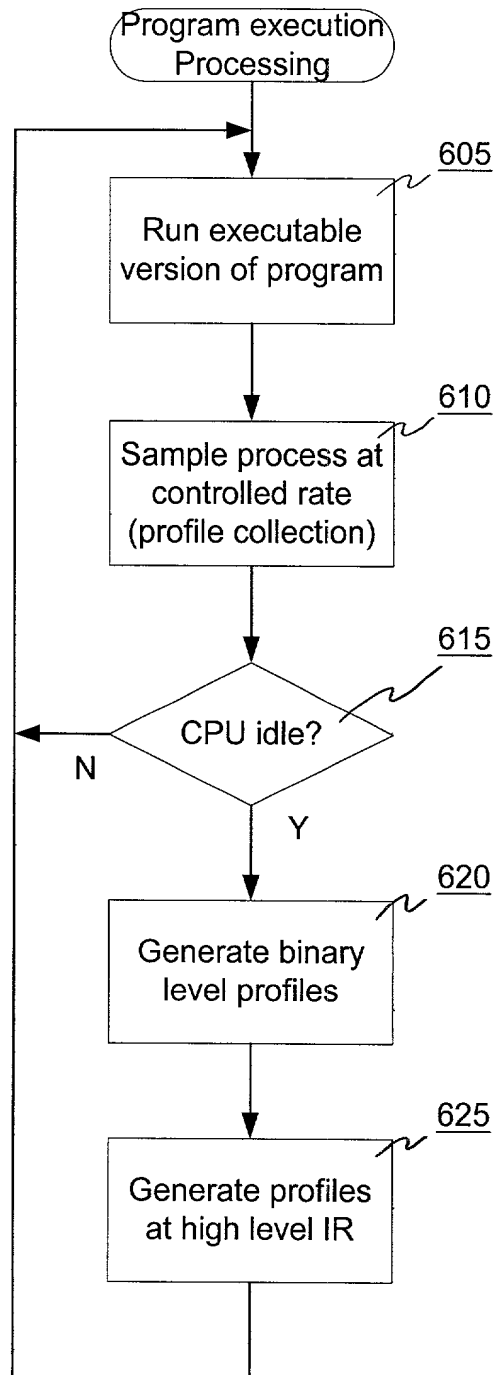 Program execution
Processing
605
Run executable
version of program
610
Sample process at
controlled rate
(profile collection)
615
CPU idle?
N
Y
620
Generate binary
level profiles
625
Generate profiles
at high level IR